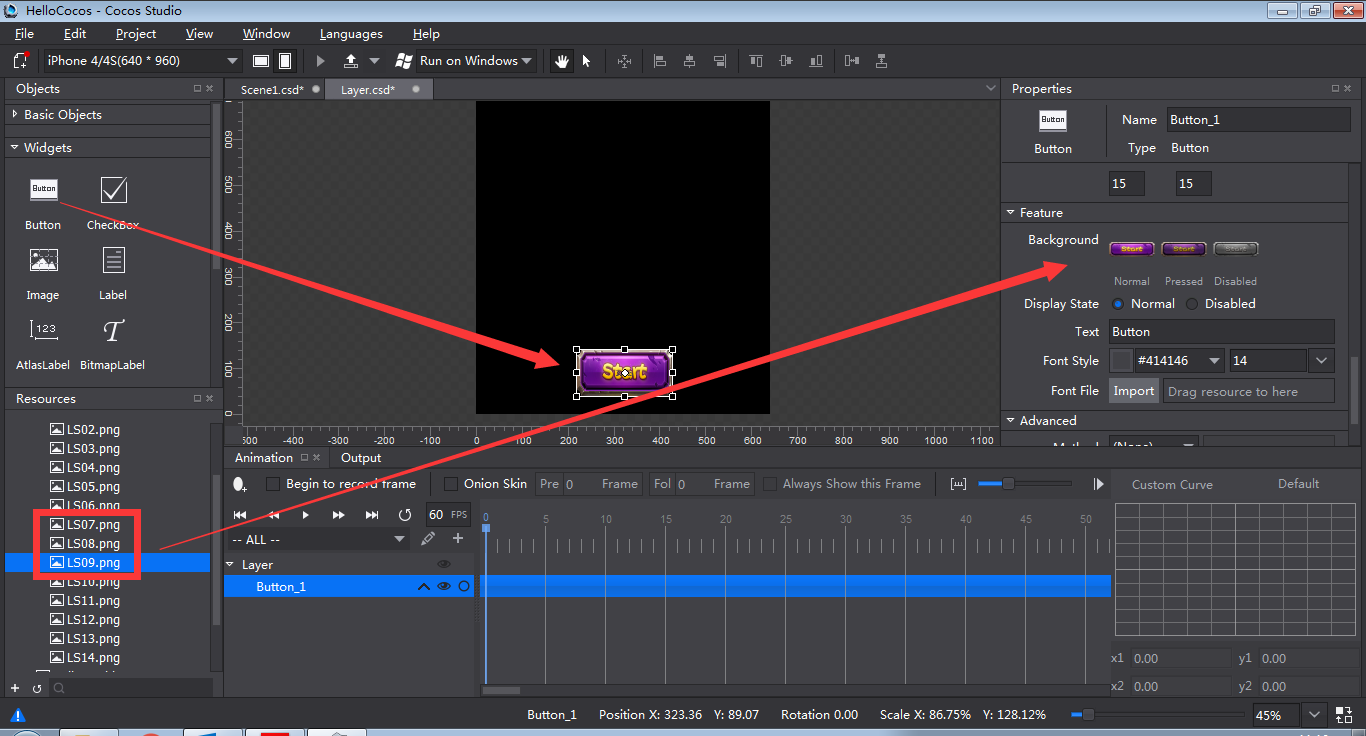 HelloCocos - Cocos Studio
File Edit Project View Window Languages Help
iPhone 4/4S(640 * 960) Run on Windows
Objects
Basic Objects
Widgets
Button
Button CheckBox
Image Label
123
AtlasLabel BitmapLabel
Resources
LS02.png
LS03.png
LS04.png
LS05.png
LS06.png
LS07.png
LS08.png
LS09.png
LS10.png
LS11.png
LS12.png
LS13.png
LS14.png
Scene1.csd* Layer.csd*
600
500
400
300
200
100
0
Start
500 -400 -300 -200 -100 0 100 200 300 400 500 600 700 800 900 1000 1100
Properties
Button
Button
Name Button_1
Type Button
15 15
Feature
Background Start Start Start
Normal Pressed Disabled
Display State Normal Disabled
Text Button
Font Style #414146 14
Font File Import Drag resource to here
Advanced
Method (None)
Animation Output
Begin to record frame Onion Skin Pre 0 Frame Fol 0 Frame Always Show this Frame
60 FPS
0 5 10 15 20 25 30 35 40 45 50
-- ALL --
Layer
Button_1
Custom Curve Default
x1 0.00 y1 0.00
x2 0.00 y2 0.00
Button_1 Position X: 323.36 Y: 89.07 Rotation 0.00 Scale X: 86.75% Y: 128.12% 45%